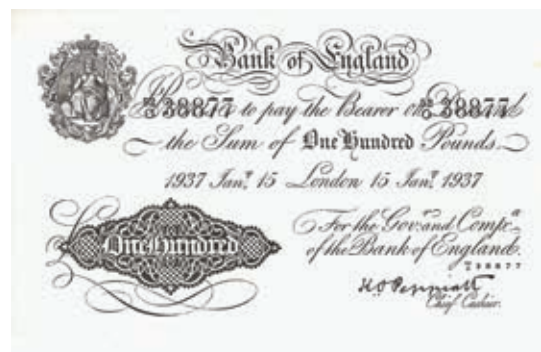 Bank of England
38877 to pay the Bearer on Demand 38877
the Sum of One Hundred Pounds.
1937 Janʸ 15 London 15 Janʸ 1937
For the Govʳ and Compᵃ
of the Bank of England.
38877
One Hundred
K O Peppiatt
Chief Cashier.